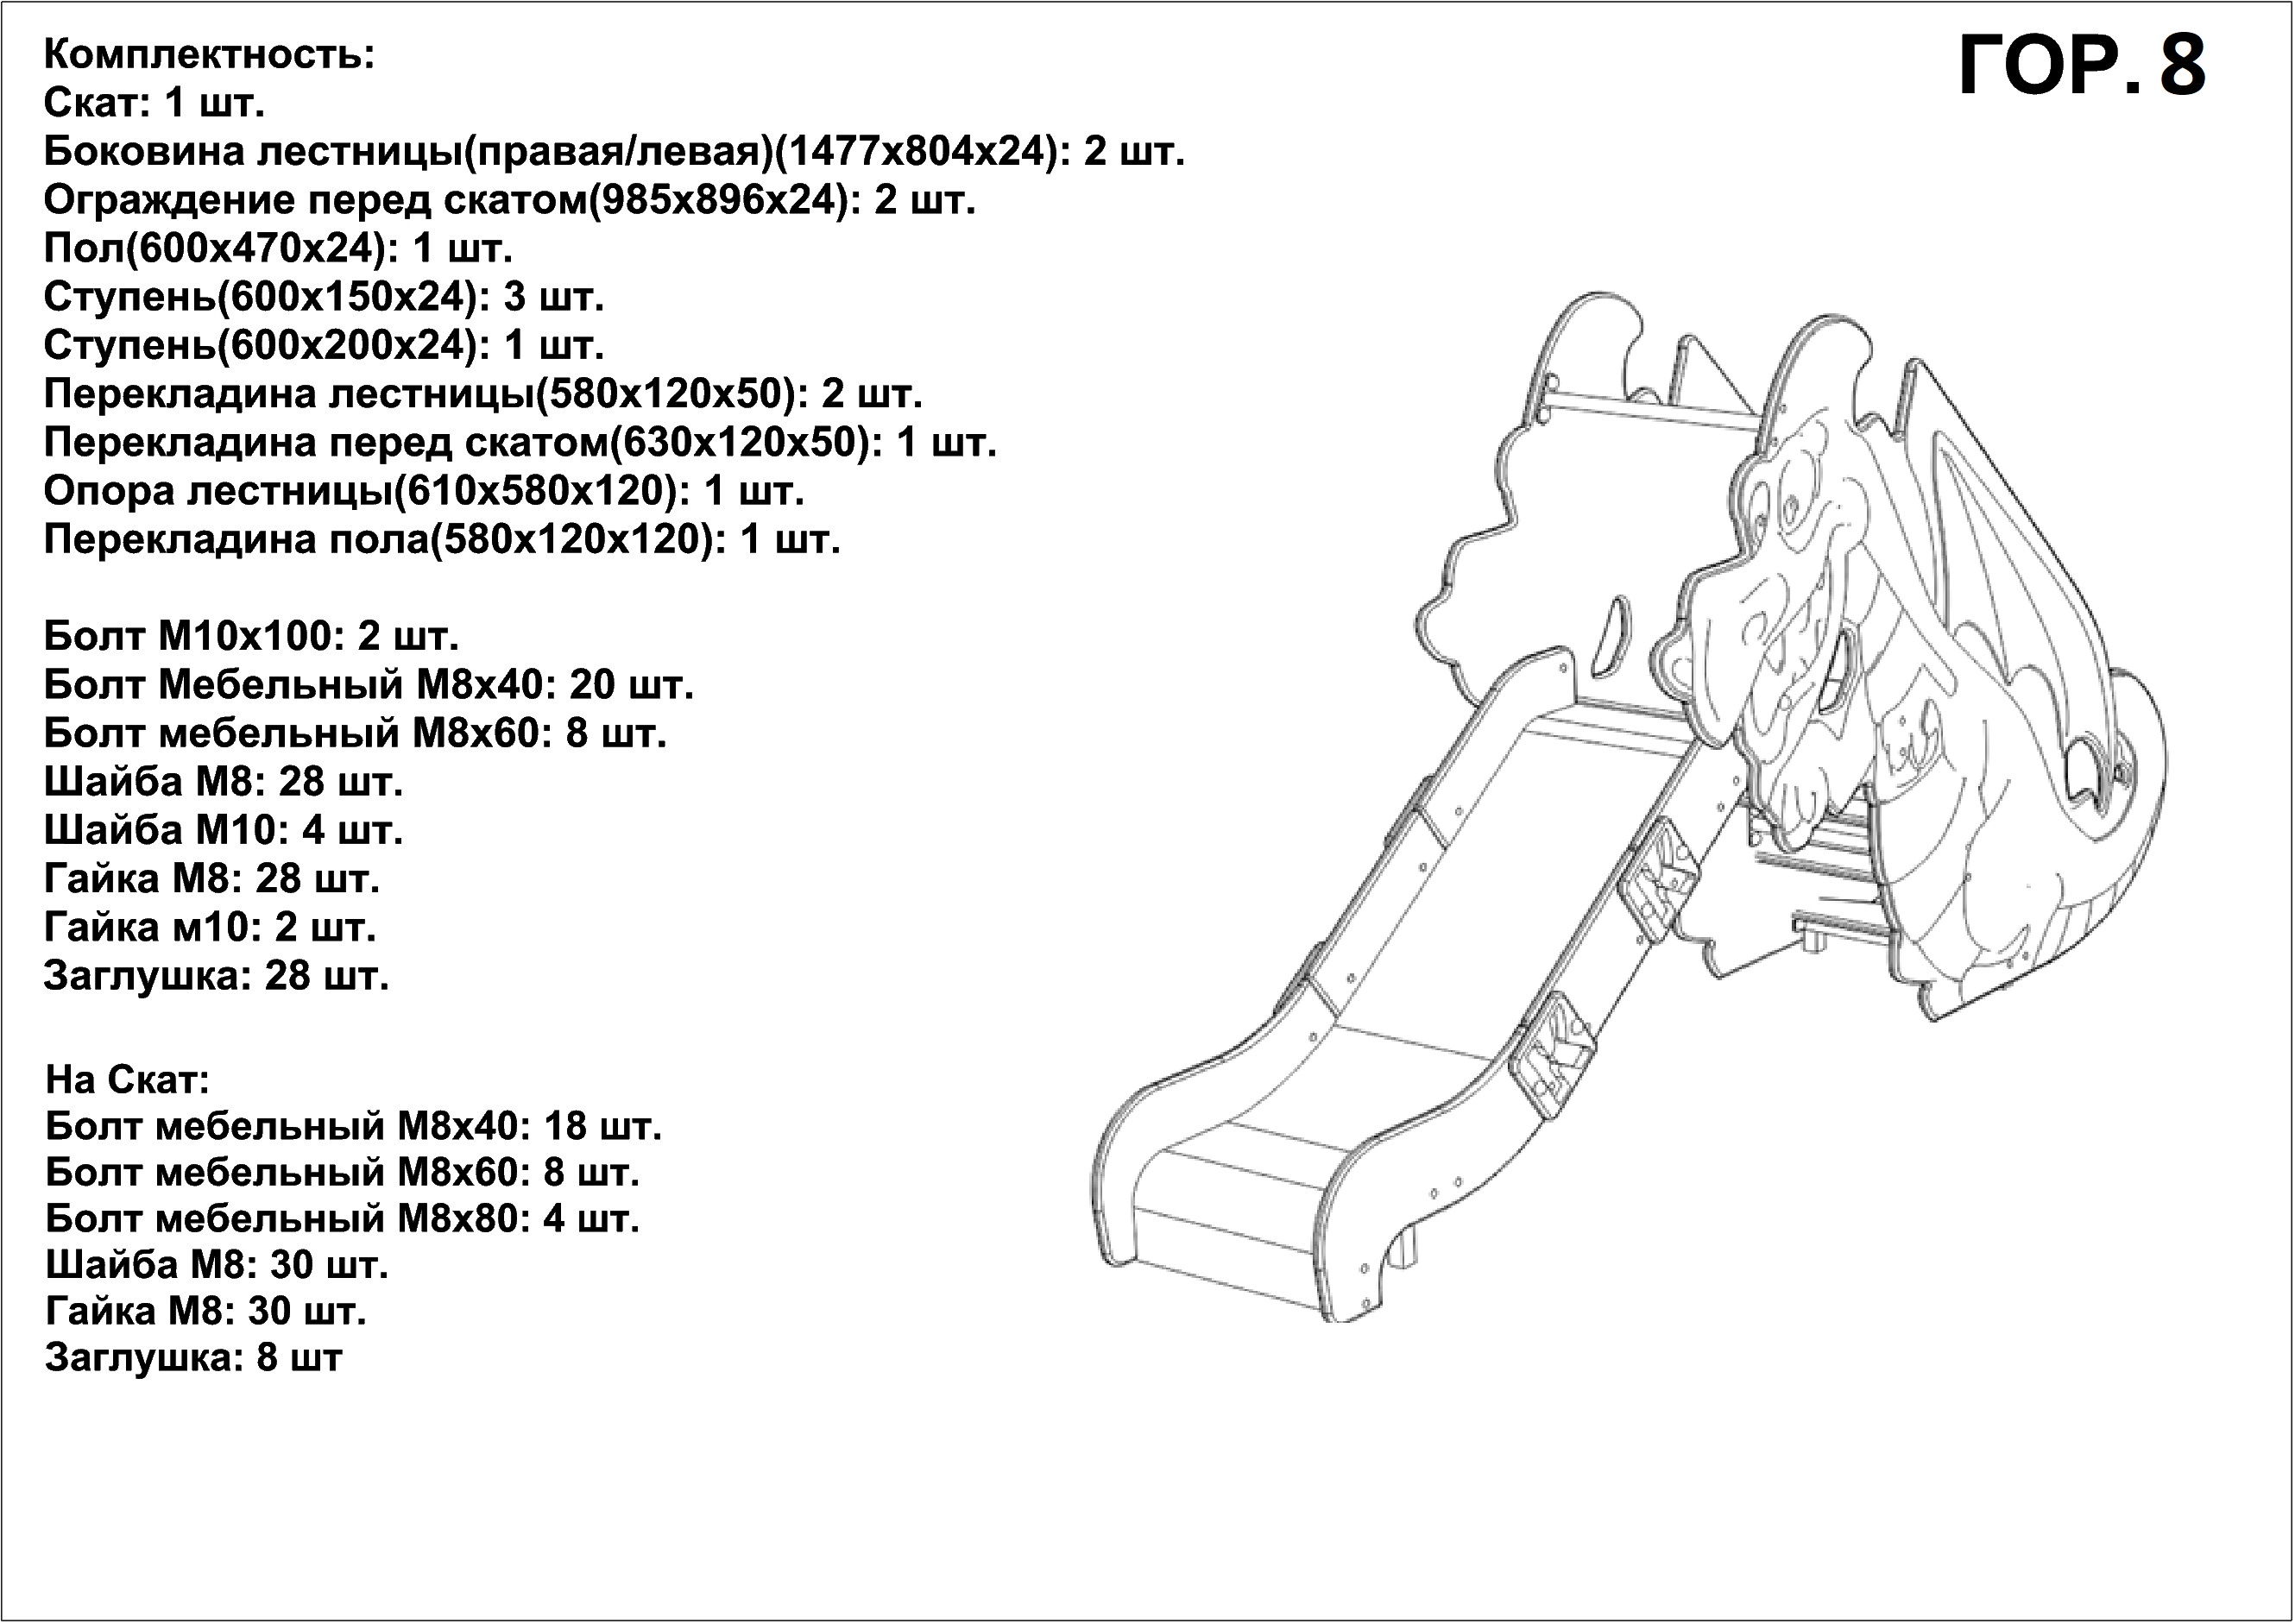 ГОР. 8
Комплектность:
Скат: 1 шт.
Боковина лестницы(правая/левая)(1477х804х24): 2 шт.
Ограждение перед скатом(985х896х24): 2 шт.
Пол(600х470х24): 1 шт.
Ступень(600х150х24): 3 шт.
Ступень(600х200х24): 1 шт.
Перекладина лестницы(580х120х50): 2 шт.
Перекладина перед скатом(630х120х50): 1 шт.
Опора лестницы(610х580х120): 1 шт.
Перекладина пола(580х120х120): 1 шт.
Болт М10х100: 2 шт.
Болт Мебельный М8х40: 20 шт.
Болт мебельный М8х60: 8 шт.
Шайба М8: 28 шт.
Шайба М10: 4 шт.
Гайка М8: 28 шт.
Гайка м10: 2 шт.
Заглушка: 28 шт.
На Скат:
Болт мебельный М8х40: 18 шт.
Болт мебельный М8х60: 8 шт.
Болт мебельный М8х80: 4 шт.
Шайба М8: 30 шт.
Гайка М8: 30 шт.
Заглушка: 8 шт